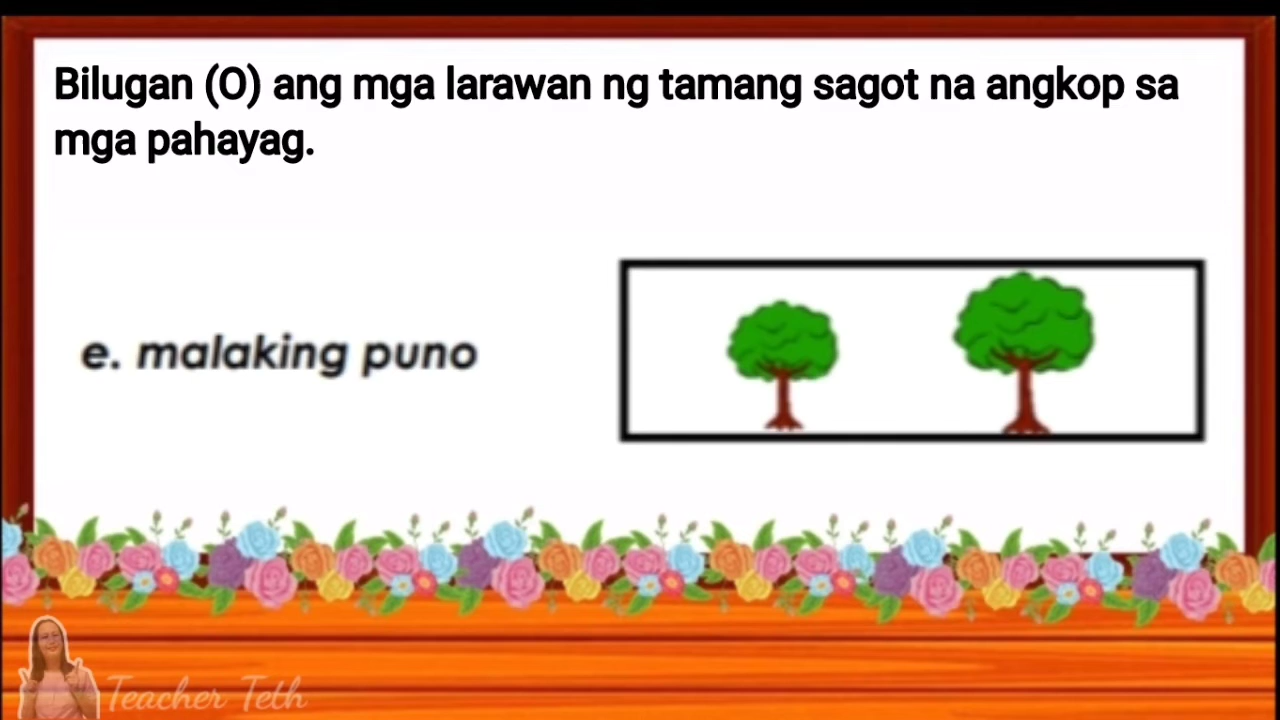 Bilugan (O) ang mga larawan ng tamang sagot na angkop sa
mga pahayag.
e. malaking puno
Teacher Teth